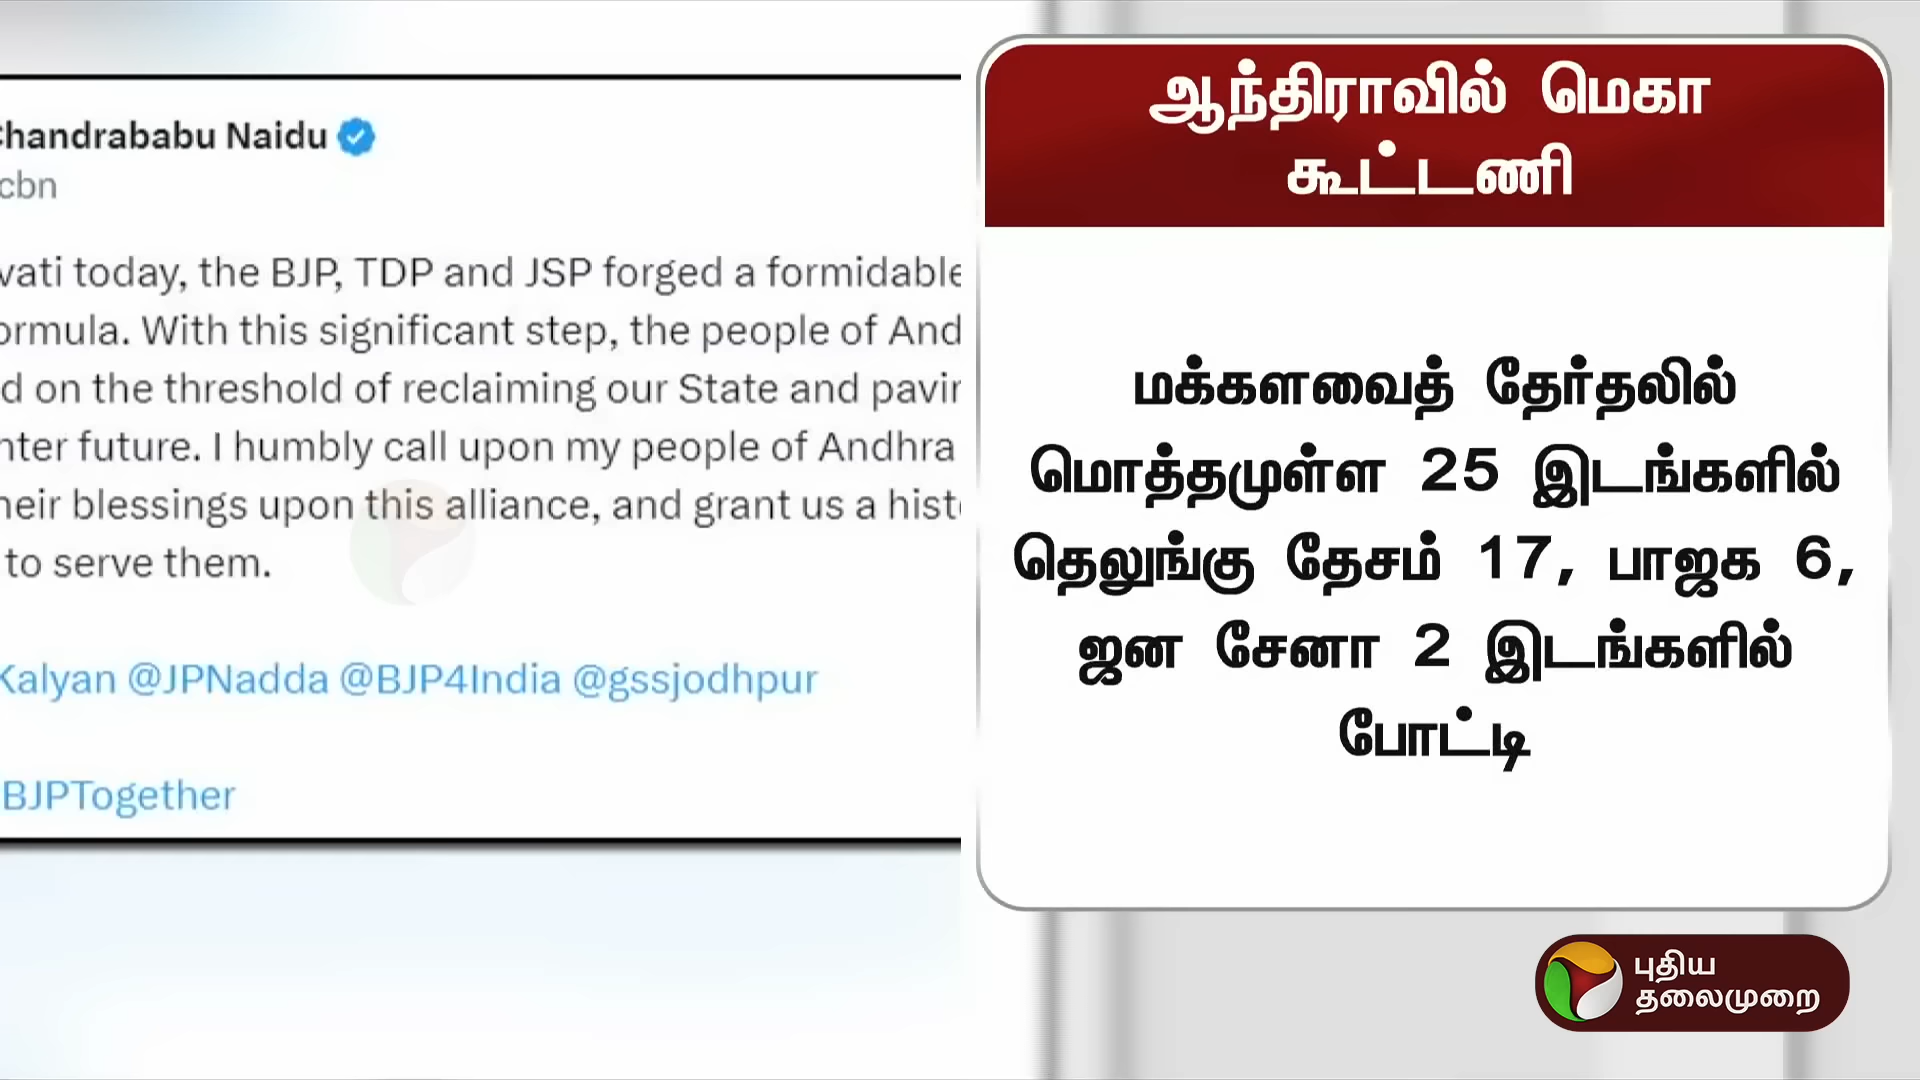 Chandrababu Naidu
cbn
vati today, the BJP, TDP and JSP forged a formidable
ormula. With this significant step, the people of And
d on the threshold of reclaiming our State and pavin
hter future. I humbly call upon my people of Andhra
heir blessings upon this alliance, and grant us a hist
to serve them.
Kalyan @JPNadda @BJP4India @gssjodhpur
BJPTogether
ஆந்திராவில் மெகா
கூட்டணி
மக்களவைத் தேர்தலில்
மொத்தமுள்ள 25 இடங்களில்
தெலுங்கு தேசம் 17, பாஜக 6,
ஜன சேனா 2 இடங்களில்
போட்டி
புதிய
தலைமுறை